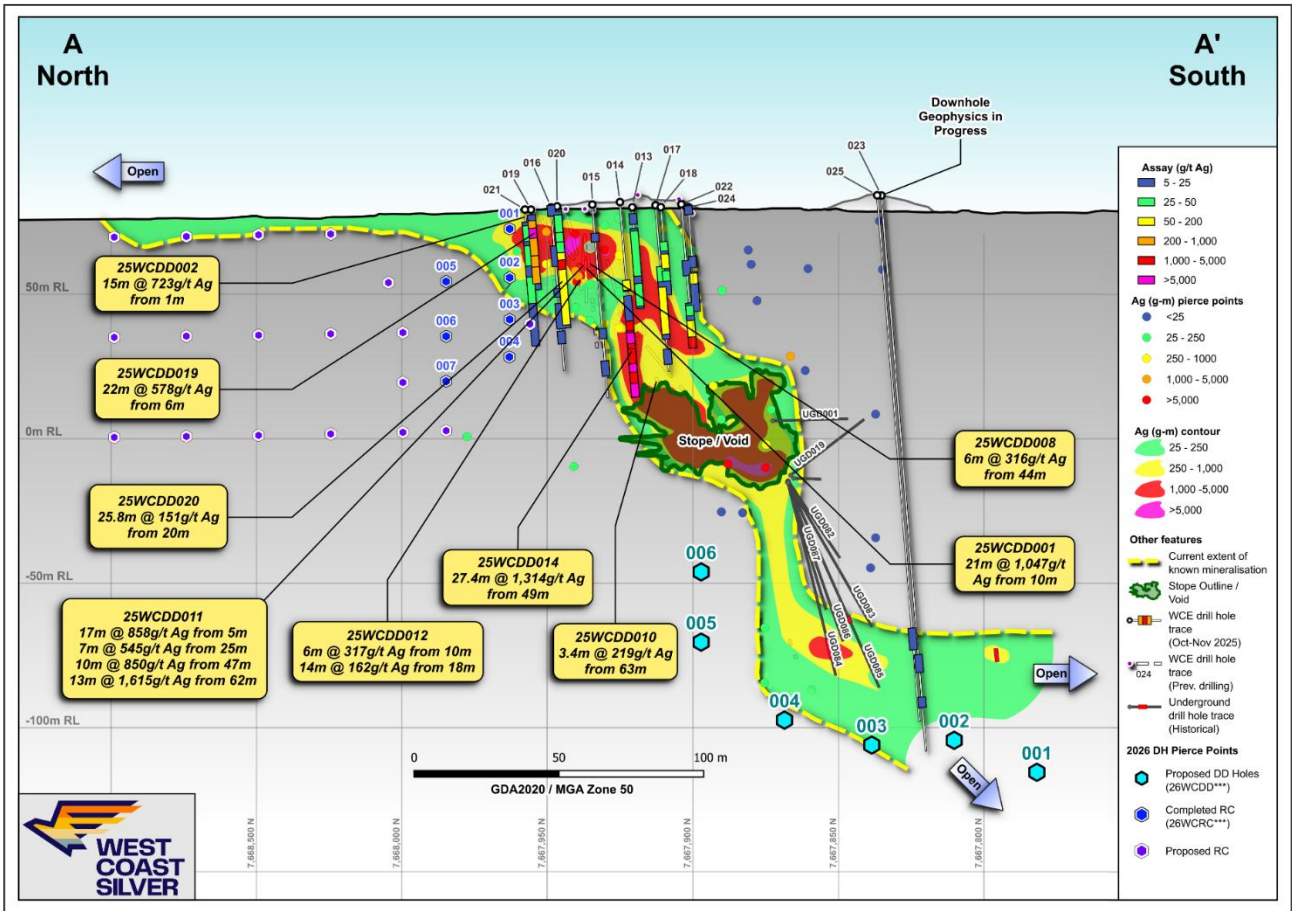 A
North
A'
South
Downhole
Geophysics in
Progress
Open
021
019
016
020
015
014
013
017
018
022
024
025
023
001
002
003
004
005
006
007
50m RL
0m RL
-50m RL
-100m RL
25WCDD002
15m @ 723g/t Ag
from 1m
25WCDD019
22m @ 578g/t Ag
from 6m
25WCDD020
25.8m @ 151g/t Ag
from 20m
25WCDD011
17m @ 858g/t Ag from 5m
7m @ 545g/t Ag from 25m
10m @ 850g/t Ag from 47m
13m @ 1,615g/t Ag from 62m
25WCDD012
6m @ 317g/t Ag from 10m
14m @ 162g/t Ag from 18m
25WCDD014
27.4m @ 1,314g/t Ag
from 49m
25WCDD010
3.4m @ 219g/t Ag
from 63m
25WCDD008
6m @ 316g/t Ag
from 44m
25WCDD001
21m @ 1,047g/t
Ag from 10m
Stope / Void
UGD001
UGD019
UGD082
UGD087
UGD083
UGD086
UGD084
UGD085
006
005
004
003
002
001
Open
Open
0
50
100 m
GDA2020 / MGA Zone 50
7,668,500 N
7,668,000 N
7,667,950 N
7,667,900 N
7,667,850 N
7,667,800 N
WEST
COAST
SILVER
Assay (g/t Ag)
5 - 25
25 - 50
50 - 200
200 - 1,000
1,000 - 5,000
>5,000
Ag (g-m) pierce points
<25
25 - 250
250 - 1000
1,000 - 5,000
>5,000
Ag (g-m) contour
25 - 250
250 - 1,000
1,000 -5,000
>5,000
Other features
Current extent of
known mineralisation
Stope Outline /
Void
WCE drill hole
trace
(Oct-Nov 2025)
024
WCE drill hole
trace
(Prev. drilling)
Underground
drill hole trace
(Historical)
2026 DH Pierce Points
Proposed DD Holes
(26WCDD***)
Completed RC
(26WCRC***)
Proposed RC